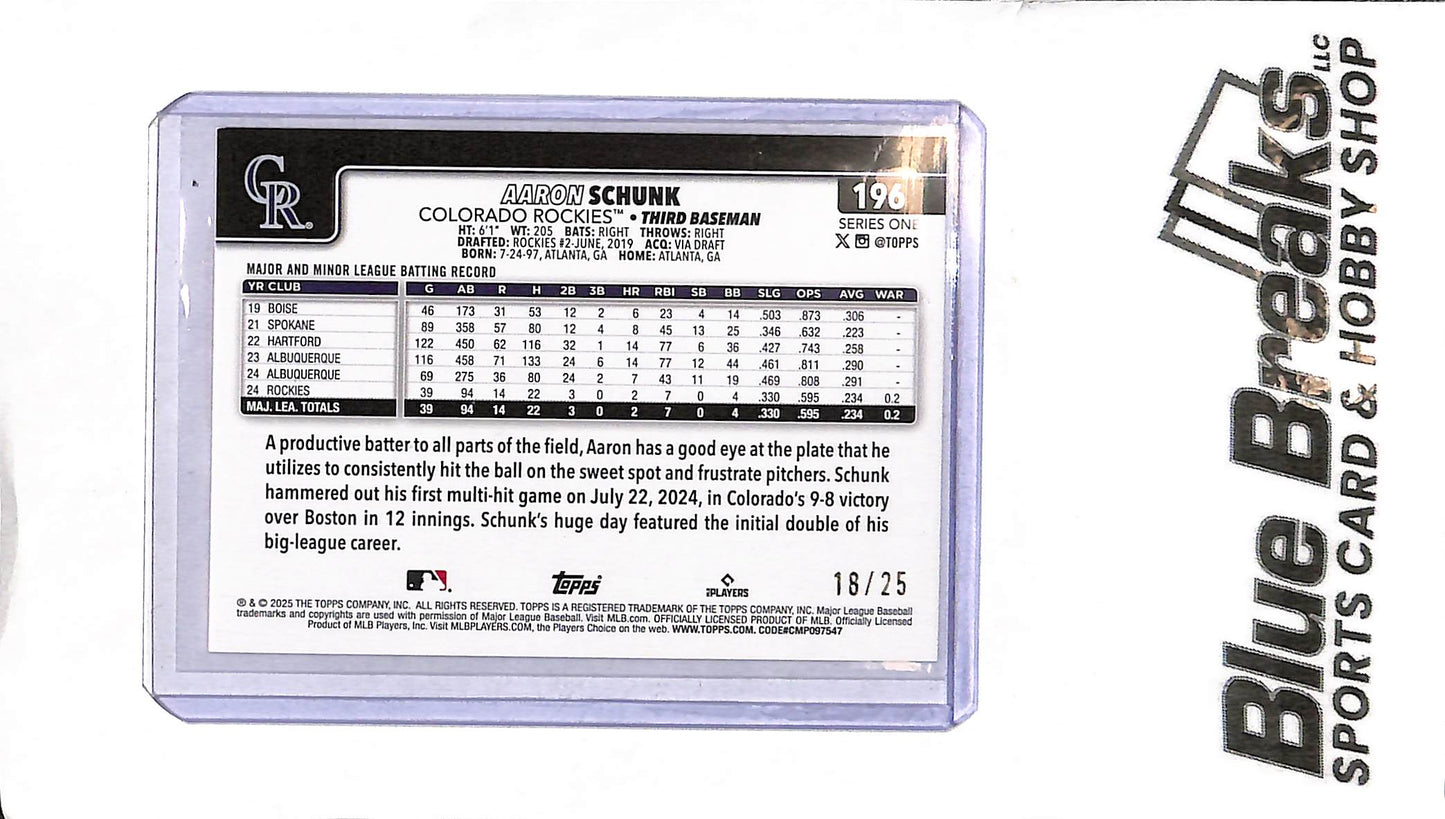 CR
AARON SCHUNK
196
COLORADO ROCKIES™ • THIRD BASEMAN
SERIES ONE
HT: 6'1" WT: 205 BATS: RIGHT THROWS: RIGHT
@TOPPS
DRAFTED: ROCKIES #2-JUNE, 2019 ACQ: VIA DRAFT
BORN: 7-24-97, ATLANTA, GA HOME: ATLANTA, GA
MAJOR AND MINOR LEAGUE BATTING RECORD
YR CLUB G AB R H 2B 3B HR RBI SB BB SLG OPS AVG WAR
19 BOISE 46 173 31 53 12 2 6 23 4 14 .503 .873 .306 -
21 SPOKANE 89 358 57 80 12 4 8 45 13 25 .346 .632 .223 -
22 HARTFORD 122 450 62 116 32 1 14 77 6 36 .427 .743 .258 -
23 ALBUQUERQUE 116 458 71 133 24 6 14 77 12 44 .461 .811 .290 -
24 ALBUQUERQUE 69 275 36 80 24 2 7 43 11 19 .469 .808 .291 -
24 ROCKIES 39 94 14 22 3 0 2 7 0 4 .330 .595 .234 0.2
MAJ. LEA. TOTALS 39 94 14 22 3 0 2 7 0 4 .330 .595 .234 0.2
A productive batter to all parts of the field, Aaron has a good eye at the plate that he
utilizes to consistently hit the ball on the sweet spot and frustrate pitchers. Schunk
hammered out his first multi-hit game on July 22, 2024, in Colorado's 9-8 victory
over Boston in 12 innings. Schunk's huge day featured the initial double of his
big-league career.
topps
PLAYERS
18/25
® & © 2025 THE TOPPS COMPANY, INC. ALL RIGHTS RESERVED. TOPPS IS A REGISTERED TRADEMARK OF THE TOPPS COMPANY, INC. Major League Baseball
trademarks and copyrights are used with permission of Major League Baseball. Visit MLB.com. OFFICIALLY LICENSED PRODUCT OF MLB. Officially Licensed
Product of MLB Players, Inc. Visit MLBPLAYERS.COM, the Players Choice on the web. WWW.TOPPS.COM. CODE#CMP097547
Blue Breaks LLC
SPORTS CARD & HOBBY SHOP